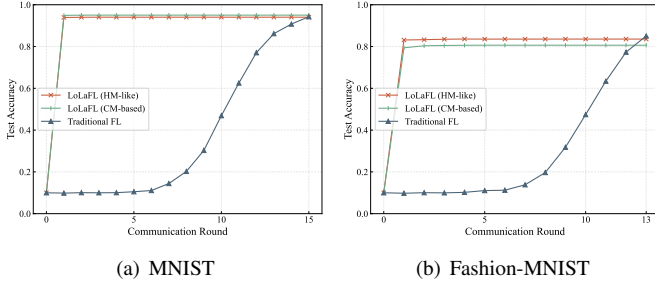 1.0
0.8
0.6
0.4
0.2
0.0
Test Accuracy
LoLaFL (HM-like)
LoLaFL (CM-based)
Traditional FL
0 5 10 15
Communication Round
(a) MNIST
1.0
0.8
0.6
0.4
0.2
0.0
Test Accuracy
LoLaFL (HM-like)
LoLaFL (CM-based)
Traditional FL
0 5 10 13
Communication Round
(b) Fashion-MNIST